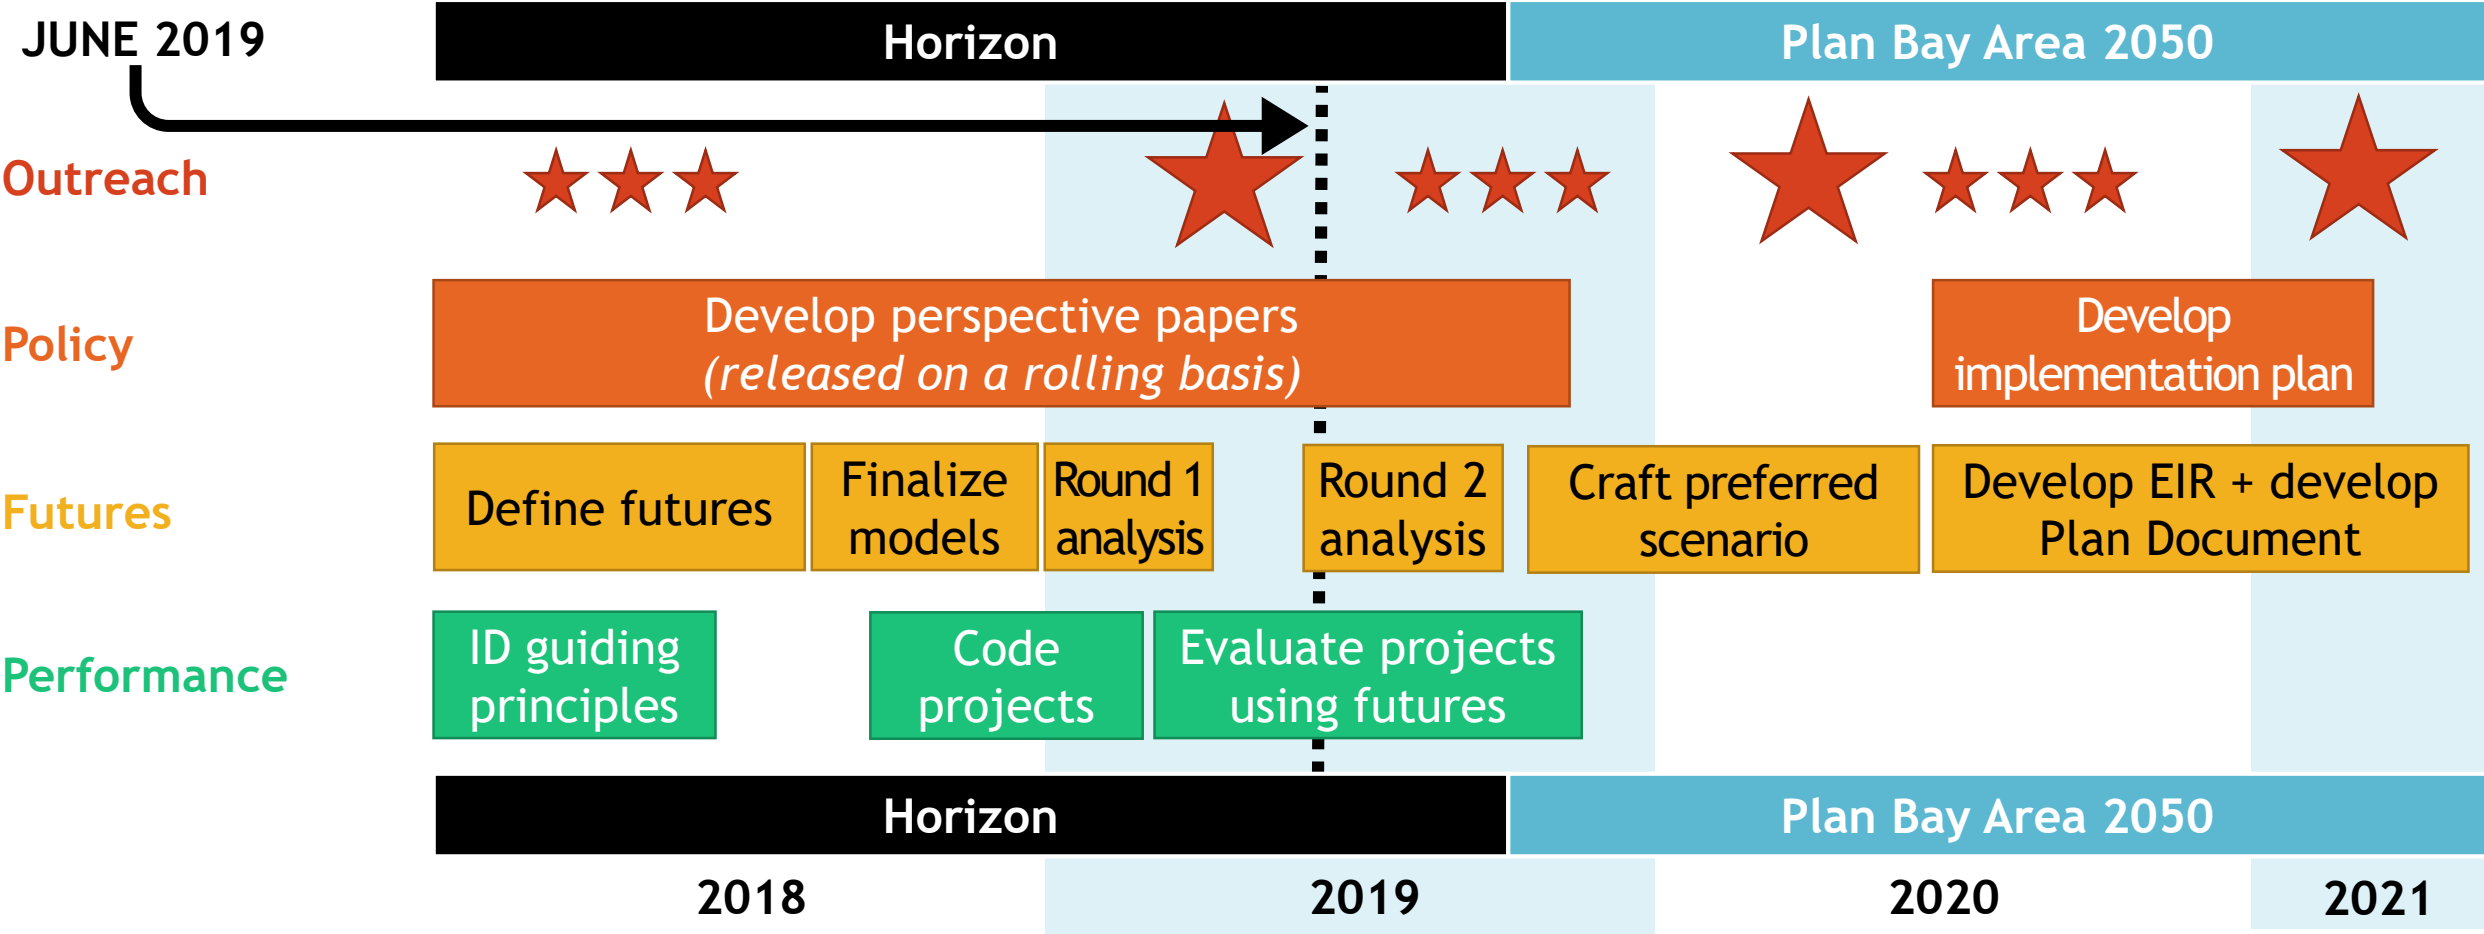 JUNE 2019
Horizon
Plan Bay Area 2050
Outreach
Policy
Develop perspective papers
(released on a rolling basis)
Develop
implementation plan
Futures
Define futures
Finalize
models
Round 1
analysis
Round 2
analysis
Craft preferred
scenario
Develop EIR + develop
Plan Document
Performance
ID guiding
principles
Code
projects
Evaluate projects
using futures
Horizon
Plan Bay Area 2050
2018
2019
2020
2021